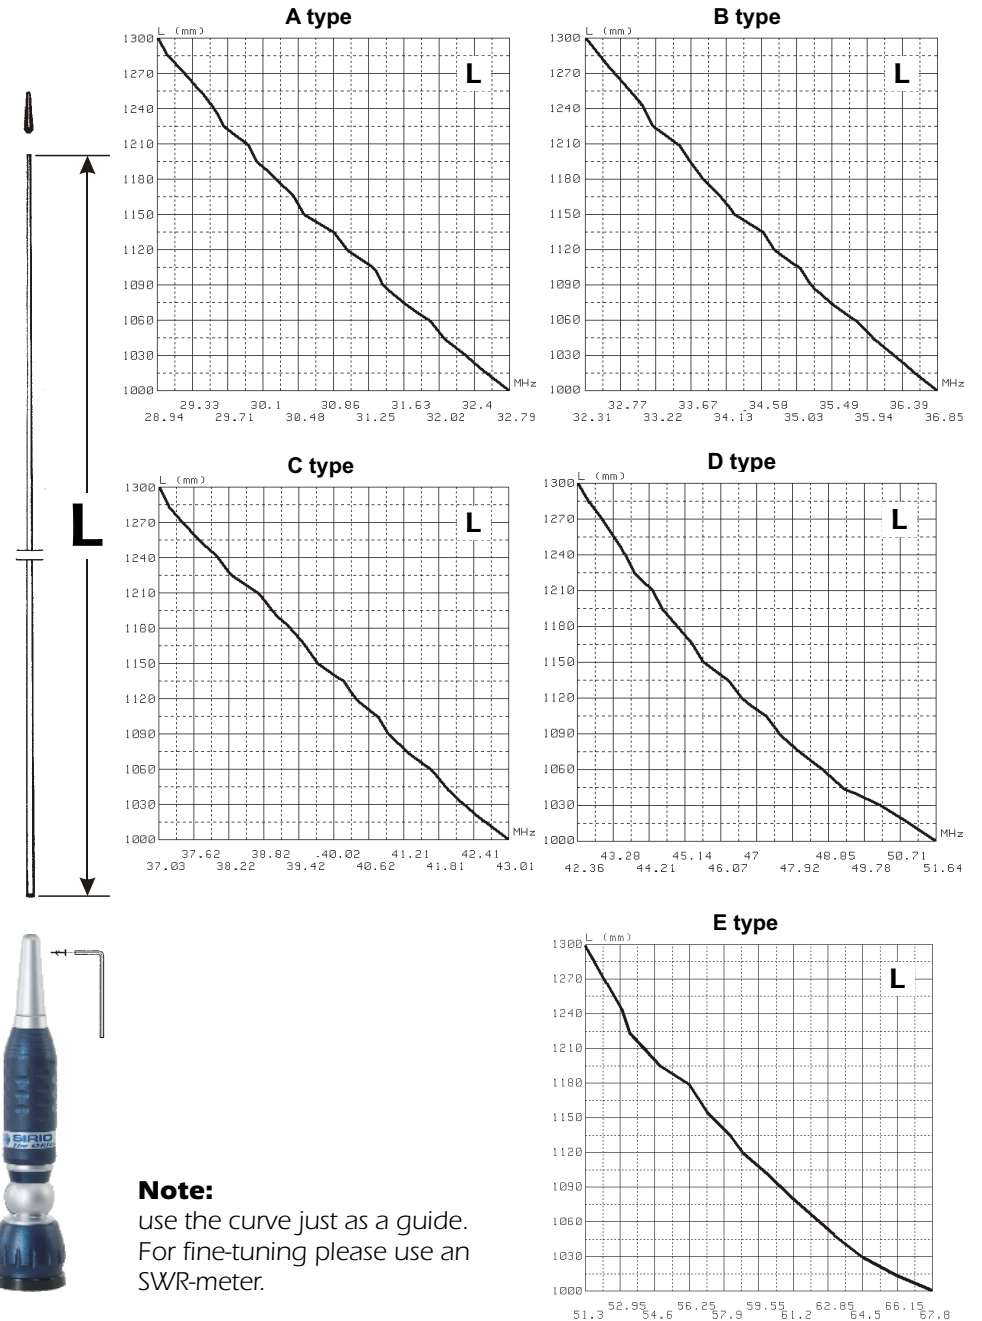 A type
L (mm)
L
1300
1270
1240
1210
1180
1150
1120
1090
1060
1030
1000
MHz
29.33 30.1 30.86 31.63 32.4
28.94 29.71 30.48 31.25 32.02 32.79
B type
L (mm)
L
1300
1270
1240
1210
1180
1150
1120
1090
1060
1030
1000
MHz
32.77 33.67 34.58 35.49 36.39
32.31 33.22 34.13 35.03 35.94 36.85
L
C type
L (mm)
L
1300
1270
1240
1210
1180
1150
1120
1090
1060
1030
1000
MHz
37.62 38.82 40.02 41.21 42.41
37.03 38.22 39.42 40.62 41.81 43.01
D type
L (mm)
L
1300
1270
1240
1210
1180
1150
1120
1090
1060
1030
1000
MHz
43.28 45.14 47 48.85 50.71
42.36 44.21 46.07 47.92 49.78 51.64
E type
L (mm)
L
1300
1270
1240
1210
1180
1150
1120
1090
1060
1030
1000
52.95 56.25 59.55 62.85 66.15
51.3 54.6 57.9 61.2 64.5 67.8
SIRIO
Note:
use the curve just as a guide.
For fine-tuning please use an
SWR-meter.